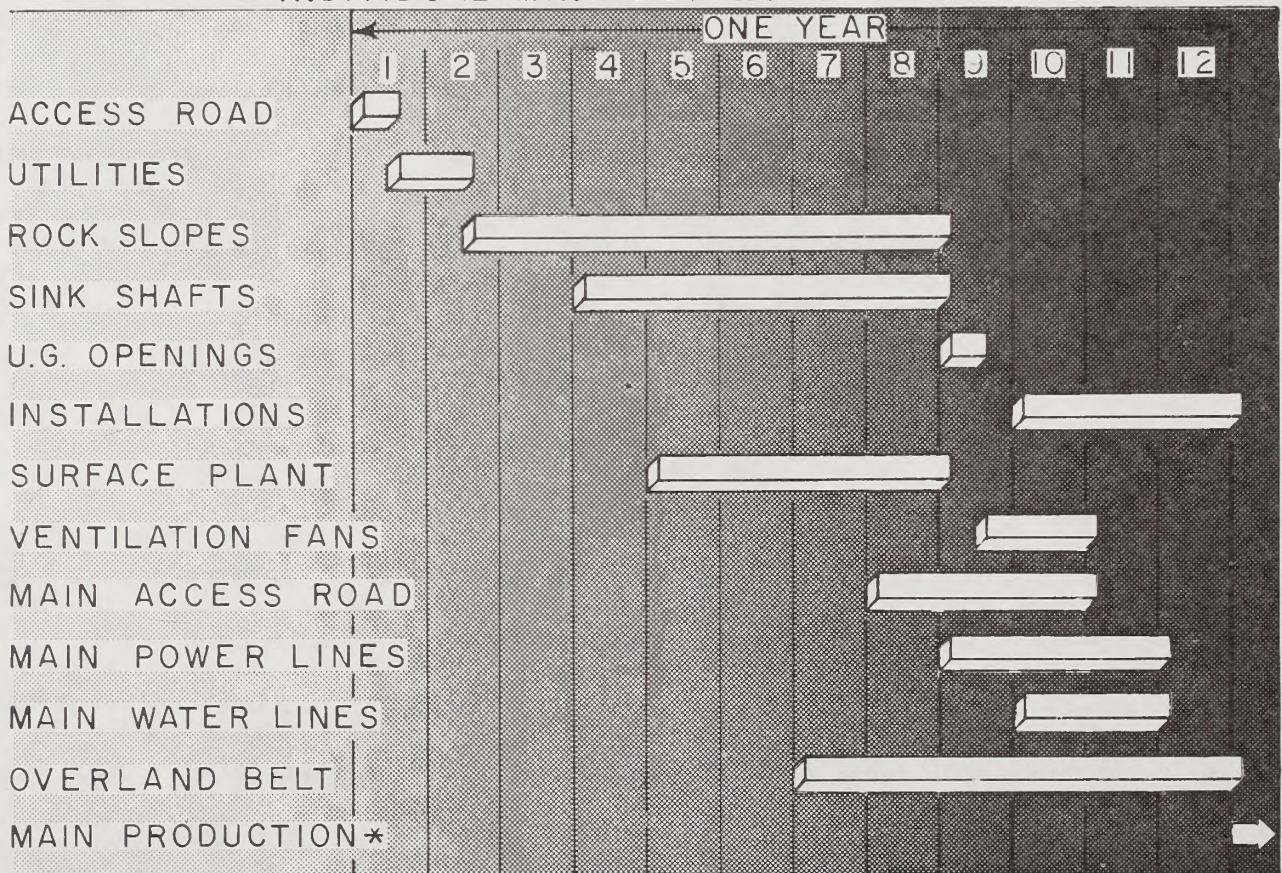 ONE YEAR
1 2 3 4 5 6 7 8 9 10 11 12
ACCESS ROAD
UTILITIES
ROCK SLOPES
SINK SHAFTS
U.G. OPENINGS
INSTALLATIONS
SURFACE PLANT
VENTILATION FANS
MAIN ACCESS ROAD
MAIN POWER LINES
MAIN WATER LINES
OVERLAND BELT
MAIN PRODUCTION*